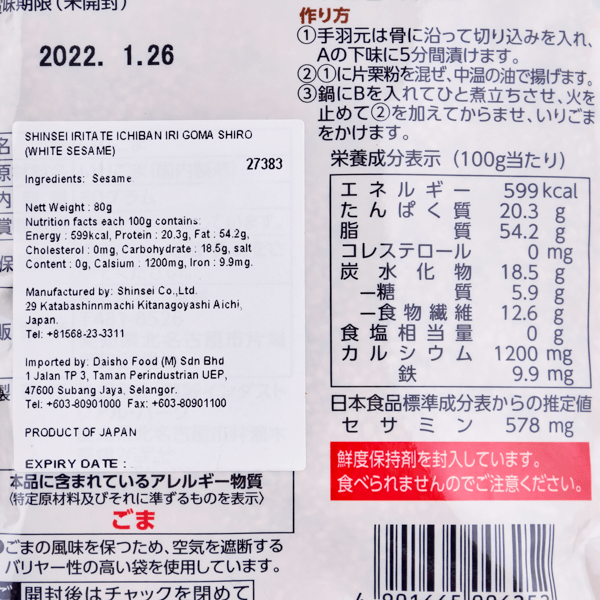 賞味期限（未開封）
2022. 1.26
作り方
①手羽元は骨に沿って切り込みを入れ、
Aの下味に5分間漬けます。
②①に片栗粉を混ぜ、中温の油で揚げます。
③鍋にBを入れてひと煮立ちさせ、火を
止めて②を加えてからませ、いりごま
をかけます。
SHINSEI IRITATE ICHIBAN IRI GOMA SHIRO
(WHITE SESAME)
27383
Ingredients: Sesame
Nett Weight : 80g
Nutrition facts each 100g contains:
Energy : 599kcal, Protein : 20.3g, Fat : 54.2g,
Cholesterol : 0mg, Carbohydrate : 18.5g, salt
Content : 0g, Calsium : 1200mg, Iron : 9.9mg.
Manufactured by: Shinsei Co.,Ltd.
29 Katabashinnmachi Kitanagoyashi Aichi,
Japan.
Tel: +81568-23-3311
Imported by: Daisho Food (M) Sdn Bhd
1 Jalan TP 3, Taman Perindustrian UEP,
47600 Subang Jaya, Selangor.
Tel: +603-80901000 Fax: +603-80901100
PRODUCT OF JAPAN
EXPIRY DATE :
栄養成分表示（100g当たり）
エネルギー 599kcal
たんぱく質 20.3 g
脂質 54.2 g
コレステロール 0 mg
炭水化物 18.5 g
－糖質 5.9 g
－食物繊維 12.6 g
食塩相当量 0 g
カルシウム 1200 mg
鉄 9.9 mg
日本食品標準成分表からの推定値
セサミン 578 mg
鮮度保持剤を封入しています。
食べられませんのでご注意ください。
本品に含まれているアレルギー物質
〈特定原材料及びそれに準ずるものを表示〉
ごま
●ごまの風味を保つため、空気を遮断する
バリヤー性の高い袋を使用しています。
開封後はチャックを閉めて